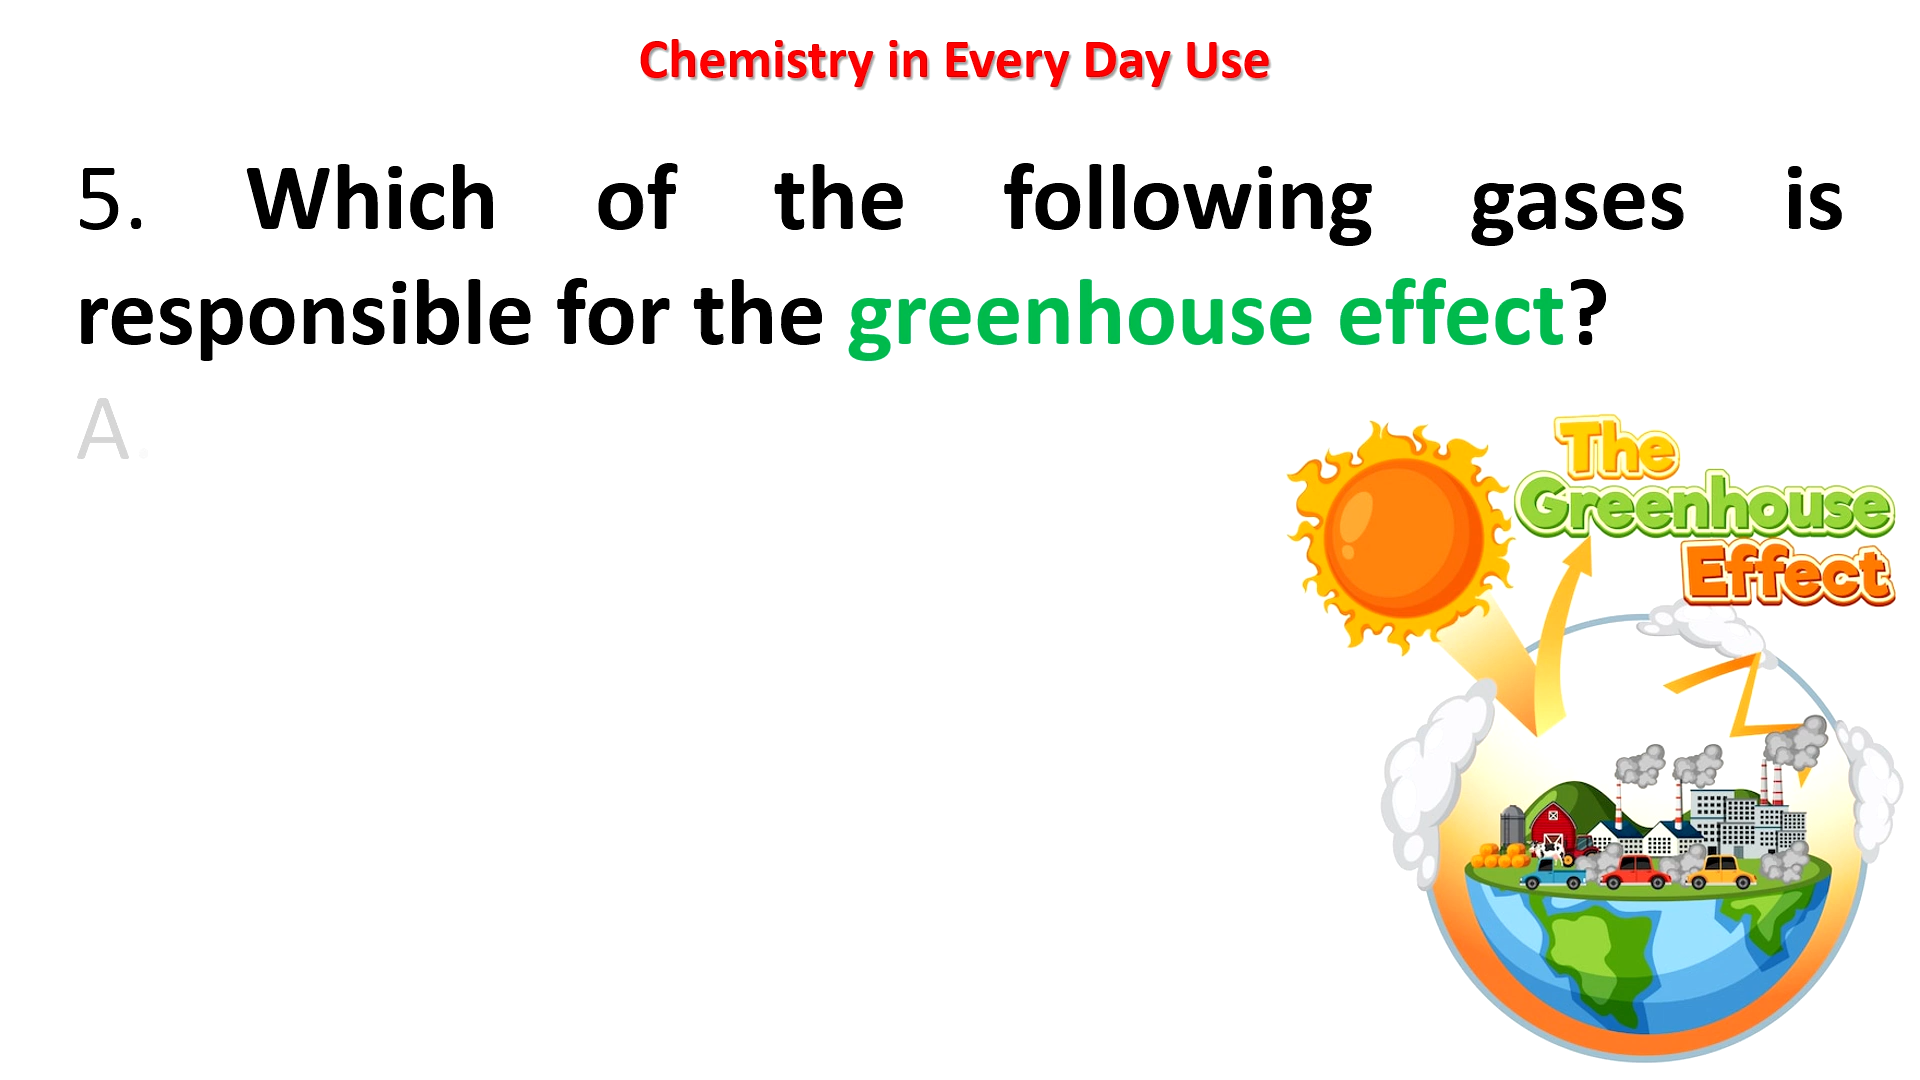 Chemistry in Every Day Use
5. Which of the following gases is
responsible for the greenhouse effect?
A.
The
Greenhouse
Effect